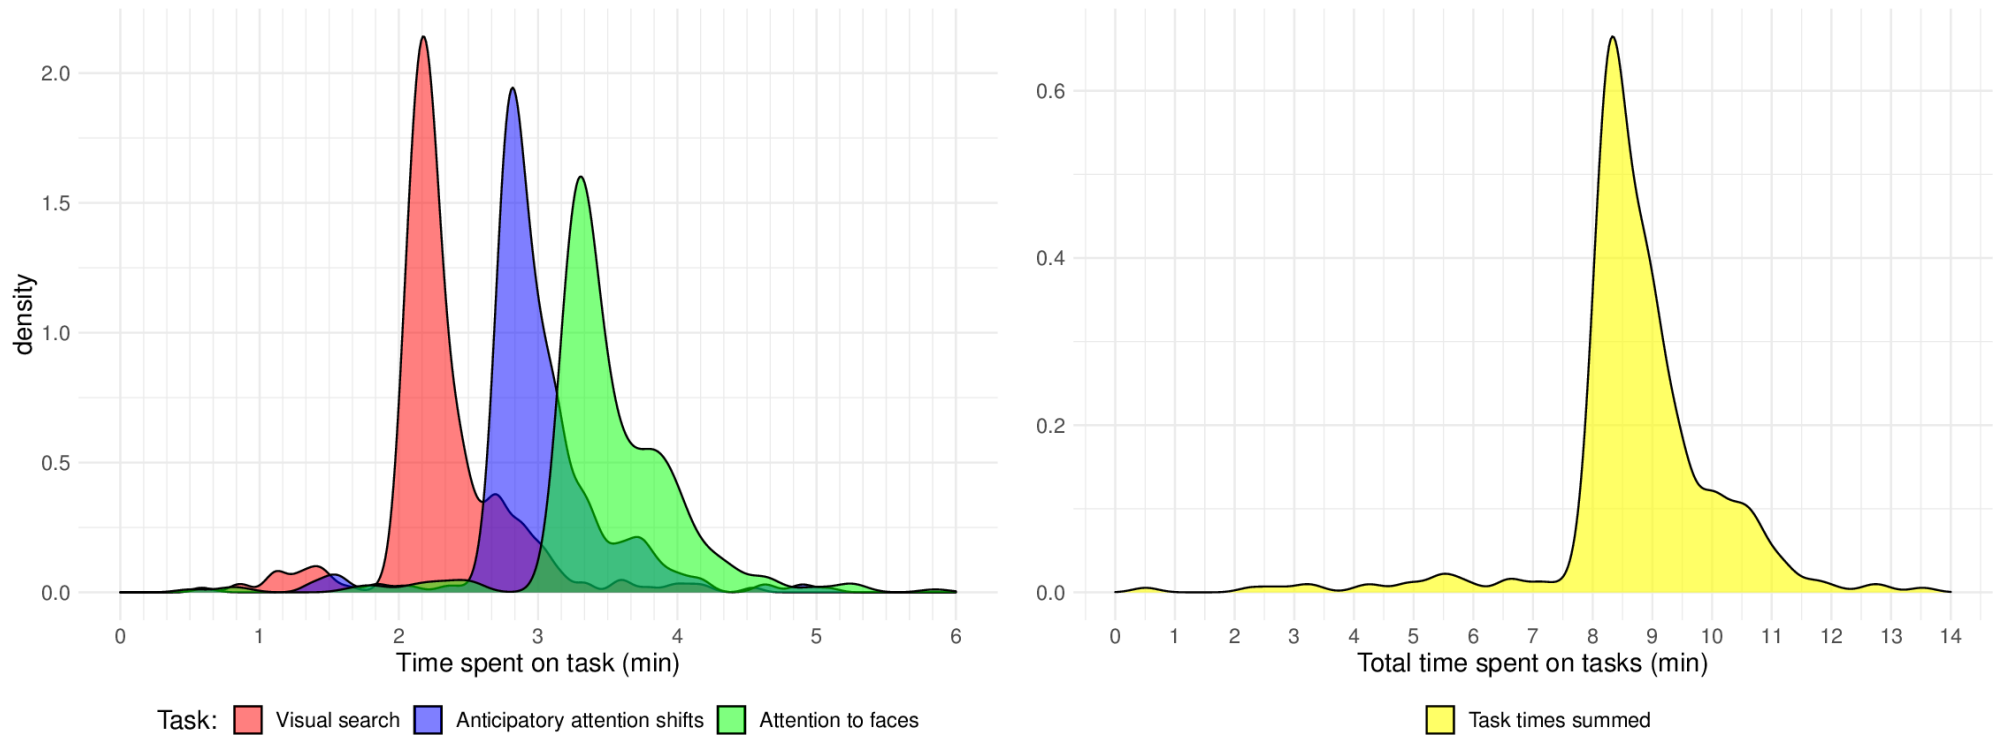 density
2.0
1.5
1.0
0.5
0.0
0 1 2 3 4 5 6
Time spent on task (min)
Task: Visual search Anticipatory attention shifts Attention to faces
0.6
0.4
0.2
0.0
0 1 2 3 4 5 6 7 8 9 10 11 12 13 14
Total time spent on tasks (min)
Task times summed